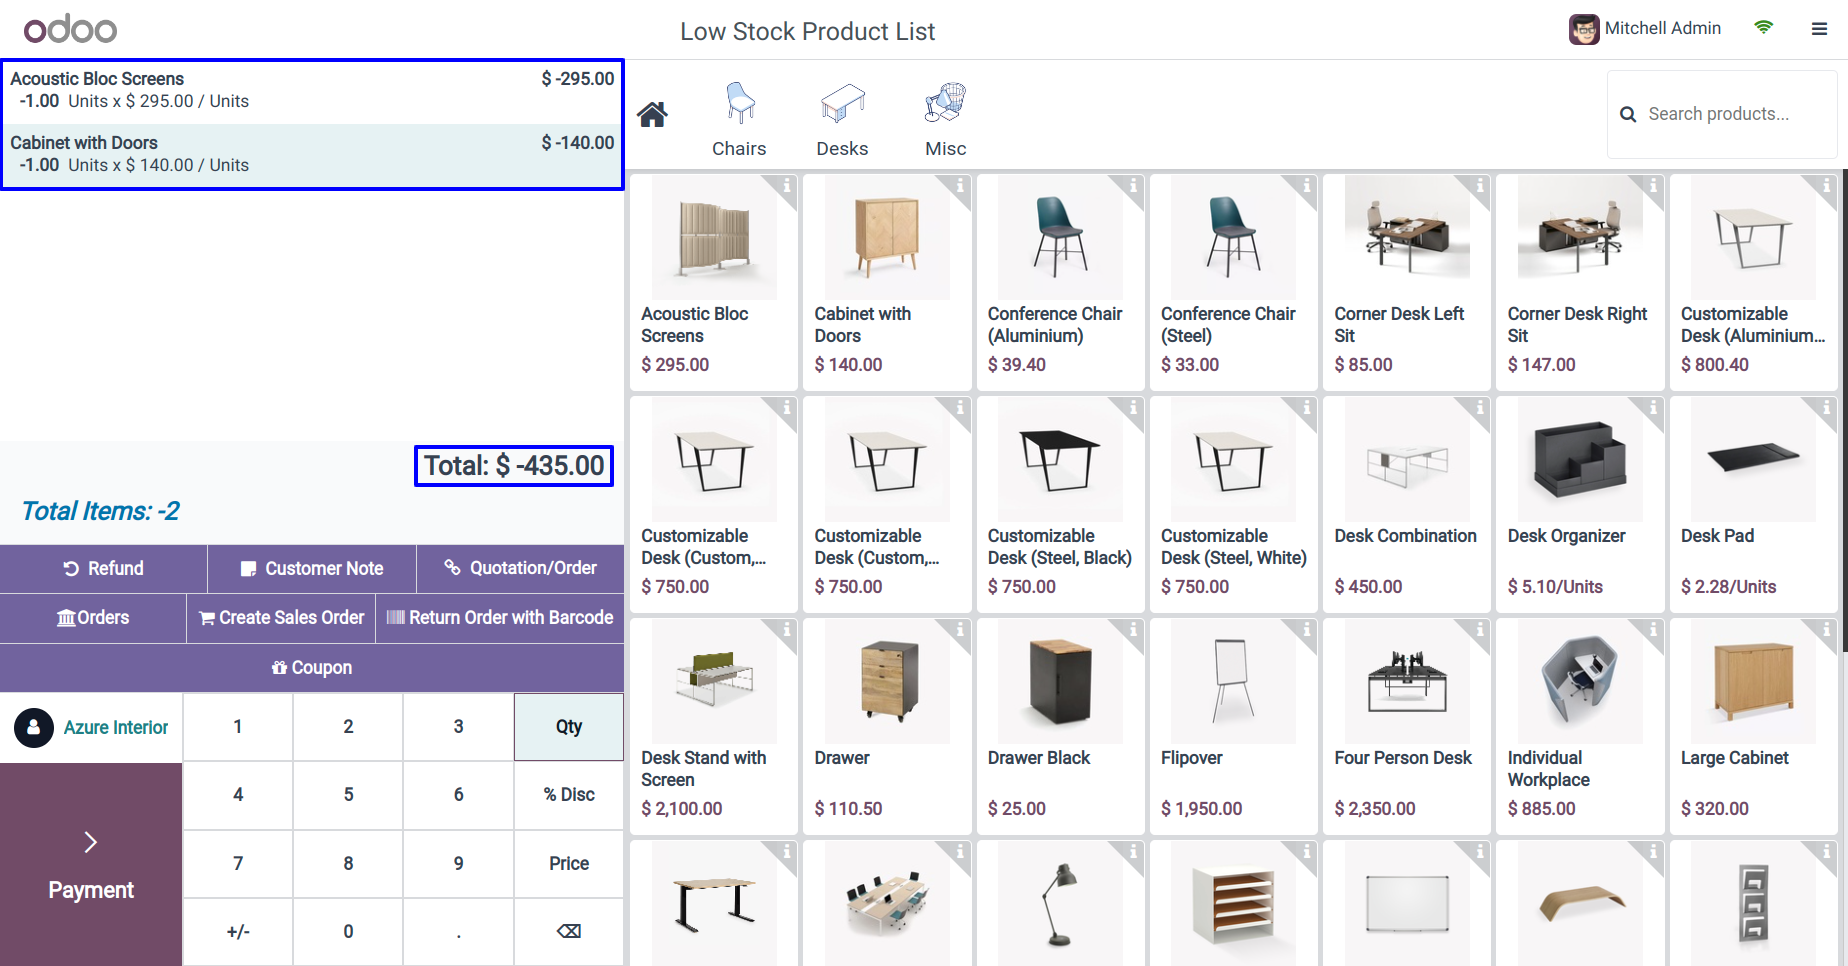 odoo
Low Stock Product List
Mitchell Admin
Acoustic Bloc Screens $ -295.00
-1.00 Units x $ 295.00 / Units
Cabinet with Doors $ -140.00
-1.00 Units x $ 140.00 / Units
Total: $ -435.00
Total Items: -2
Refund Customer Note Quotation/Order
Orders Create Sales Order Return Order with Barcode
Coupon
Azure Interior 1 2 3 Qty
4 5 6 % Disc
Payment
7 8 9 Price
+/- 0 .
Chairs Desks Misc
Search products...
Acoustic Bloc
Screens
$ 295.00
Cabinet with
Doors
$ 140.00
Conference Chair
(Aluminium)
$ 39.40
Conference Chair
(Steel)
$ 33.00
Corner Desk Left
Sit
$ 85.00
Corner Desk Right
Sit
$ 147.00
Customizable
Desk (Aluminium...
$ 800.40
Customizable
Desk (Custom,...
$ 750.00
Customizable
Desk (Custom,...
$ 750.00
Customizable
Desk (Steel, Black)
$ 750.00
Customizable
Desk (Steel, White)
$ 750.00
Desk Combination
$ 450.00
Desk Organizer
$ 5.10/Units
Desk Pad
$ 2.28/Units
Desk Stand with
Screen
$ 2,100.00
Drawer
$ 110.50
Drawer Black
$ 25.00
Flipover
$ 1,950.00
Four Person Desk
$ 2,350.00
Individual
Workplace
$ 885.00
Large Cabinet
$ 320.00